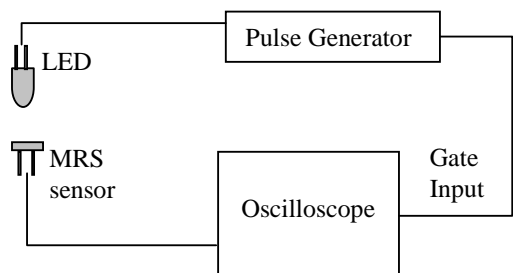 Pulse Generator
LED
MRS
sensor
Gate
Input
Oscilloscope